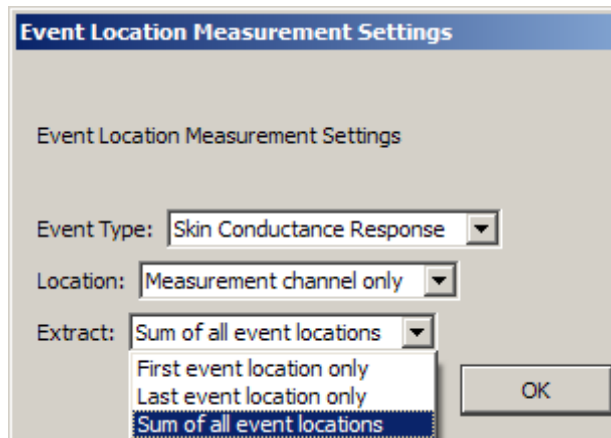 Event Location Measurement Settings
Event Location Measurement Settings
Event Type: Skin Conductance Response
Location: Measurement channel only
Extract: Sum of all event locations
First event location only
Last event location only
Sum of all event locations
OK